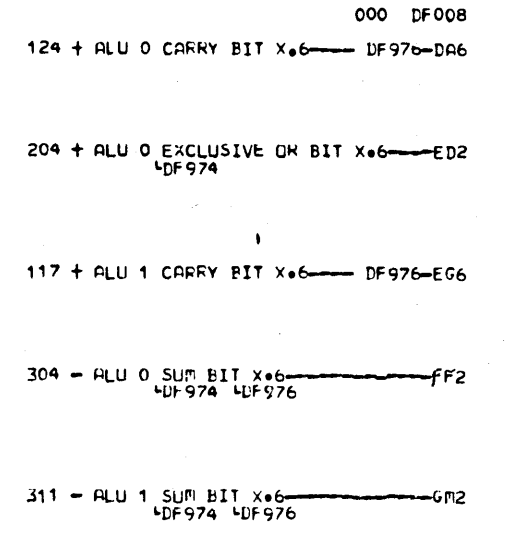 000 DF008
124 + ALU 0 CARRY BIT X.6 DF976-DA6
204 + ALU 0 EXCLUSIVE OR BIT X.6 ED2
DF974
117 + ALU 1 CARRY BIT X.6 DF976-EG6
304 - ALU 0 SUM BIT X.6 FF2
DF974 DF976
311 - ALU 1 SUM BIT X.6 GM2
DF974 DF976